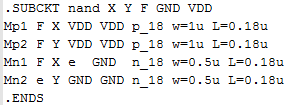 .SUBCKT nand X Y F GND VDD
Mp1 F X VDD VDD p_18 w=1u L=0.18u
Mp2 F Y VDD VDD p_18 w=1u L=0.18u
Mn1 F X e  GND  n_18 w=0.5u L=0.18u
Mn2 e Y GND GND n_18 w=0.5u L=0.18u
.ENDS